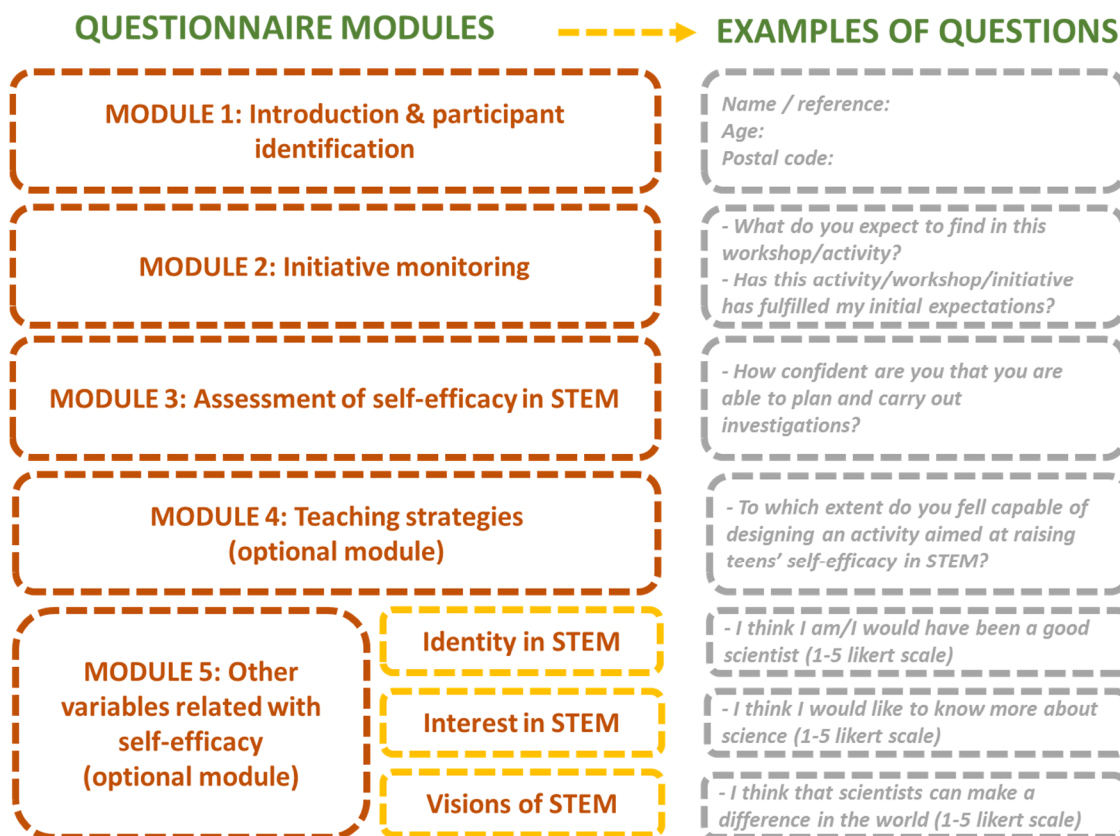 QUESTIONNAIRE MODULES
EXAMPLES OF QUESTIONS
MODULE 1: Introduction & participant
identification
Name / reference:
Age:
Postal code:
MODULE 2: Initiative monitoring
- What do you expect to find in this
workshop/activity?
- Has this activity/workshop/initiative
has fulfilled my initial expectations?
MODULE 3: Assessment of self-efficacy in STEM
- How confident are you that you are
able to plan and carry out
investigations?
MODULE 4: Teaching strategies
(optional module)
- To which extent do you fell capable of
designing an activity aimed at raising
teens' self-efficacy in STEM?
MODULE 5: Other
variables related with
self-efficacy
(optional module)
Identity in STEM
- I think I am/I would have been a good
scientist (1-5 likert scale)
Interest in STEM
- I think I would like to know more about
science (1-5 likert scale)
Visions of STEM
- I think that scientists can make a
difference in the world (1-5 likert scale)